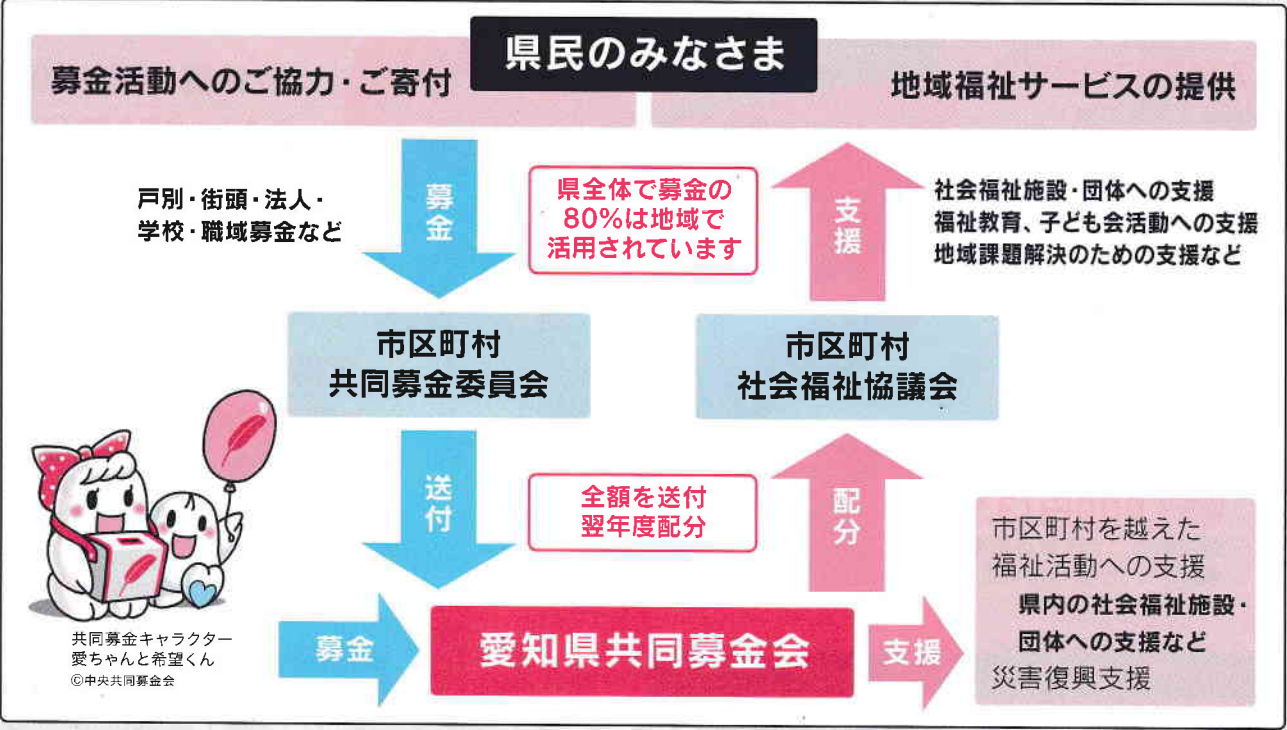 県民のみなさま
募金活動へのご協力・ご寄付
地域福祉サービスの提供
戸別・街頭・法人・
学校・職域募金など
募金
県全体で募金の
80%は地域で
活用されています
支援
社会福祉施設・団体への支援
福祉教育、子ども会活動への支援
地域課題解決のための支援など
市区町村
共同募金委員会
市区町村
社会福祉協議会
送付
全額を送付
翌年度配分
配分
市区町村を越えた
福祉活動への支援
県内の社会福祉施設・
団体への支援など
災害復興支援
共同募金キャラクター
愛ちゃんと希望くん
©中央共同募金会
募金
愛知県共同募金会
支援